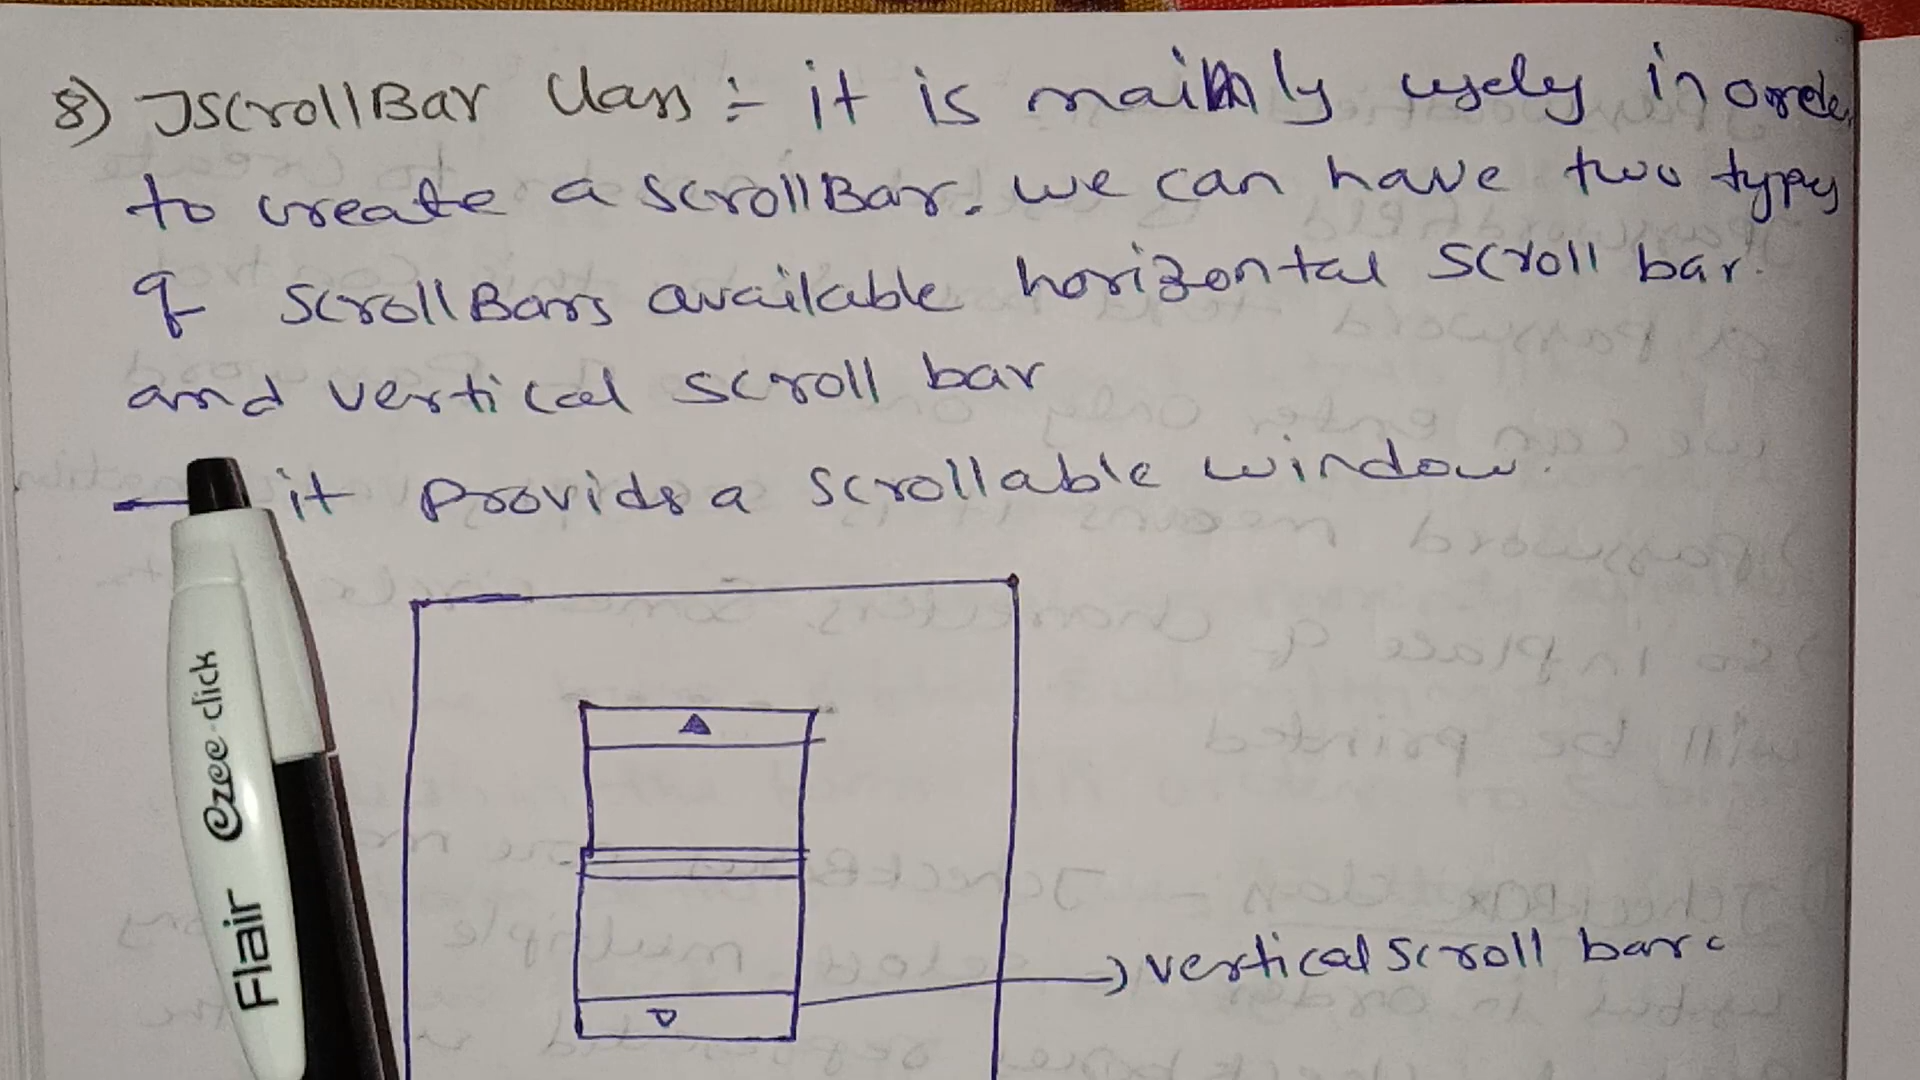 8) JScrollBar Class :- it is mainly usely in order
to create a ScrollBar. we can have two types
of ScrollBars available horizontal scroll bar.
and vertical scroll bar
it provides a scrollable window.
vertical scroll bar
Flair ezee-click